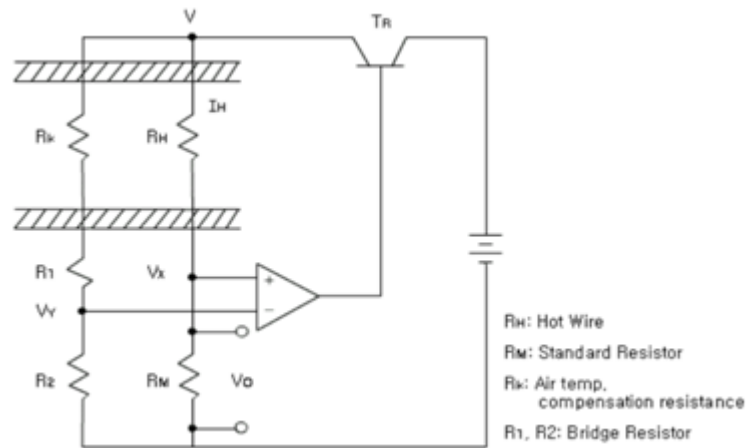 V
TR
IH
Rk
RH
R1
VX
+
VY
-
R2
RM
VO
RH: Hot Wire
RM: Standard Resistor
Rk: Air temp,
compensation resistance
R1, R2: Bridge Resistor